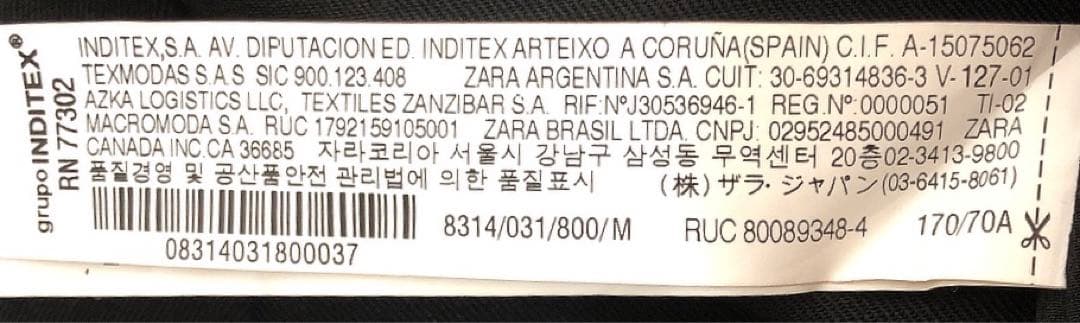 grupo INDITEX®
RN 77302
INDITEX,S.A. AV. DIPUTACION ED. INDITEX ARTEIXO A CORUÑA(SPAIN) C.I.F. A-15075062
TEXMODAS S.A.S SIC 900.123.408 ZARA ARGENTINA S.A. CUIT: 30-69314836-3 V-127-01
AZKA LOGISTICS LLC, TEXTILES ZANZIBAR S.A. RIF:NºJ30536946-1 REG.Nº:0000051 TI-02
MACROMODA S.A. RUC 1792159105001 ZARA BRASIL LTDA. CNPJ: 02952485000491 ZARA
CANADA INC.CA 36685 자라코리아 서울시 강남구 삼성동 무역센터 20층02-3413-9800
품질경영 및 공산품안전 관리법에 의한 품질표시 (株) ザラ・ジャパン (03-6415-8061)
8314/031/800/M RUC 80089348-4 170/70A
08314031800037